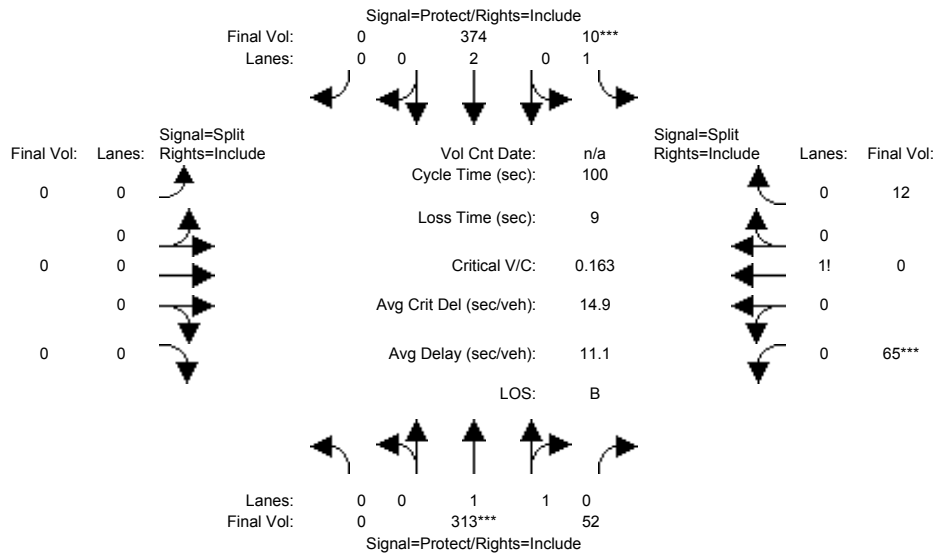 Signal=Protect/Rights=Include
Final Vol: 0 374 10***
Lanes: 0 0 2 0 1
Signal=Split Signal=Split
Final Vol: Lanes: Rights=Include Vol Cnt Date: n/a Rights=Include Lanes: Final Vol:
Cycle Time (sec): 100
0 0 0 12
Loss Time (sec): 9
0 0
0 0 Critical V/C: 0.163 1! 0
0 Avg Crit Del (sec/veh): 14.9 0
0 0 Avg Delay (sec/veh): 11.1 0 65***
LOS: B
Lanes: 0 0 1 1 0
Final Vol: 0 313*** 52
Signal=Protect/Rights=Include